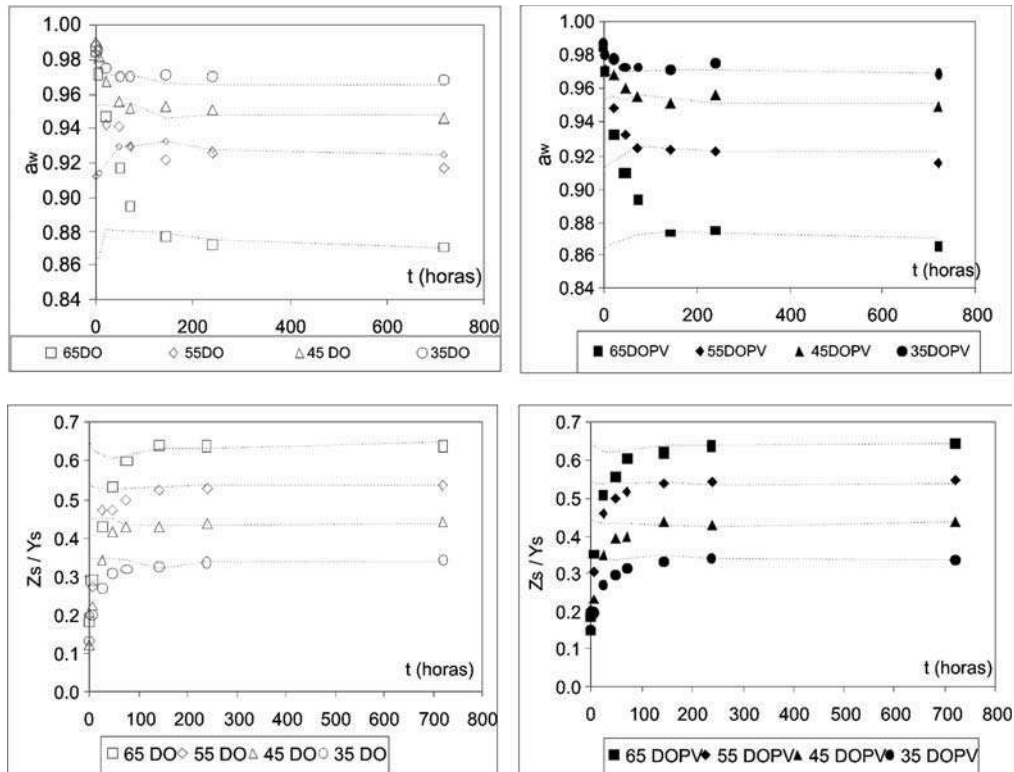 1.00
0.98
0.96
0.94
0.92
0.90
0.88
0.86
0.84
aw
t (horas)
0 200 400 600 800
65DO 55DO 45 DO 35DO
1.00
0.98
0.96
0.94
0.92
0.90
0.88
0.86
0.84
aw
t (horas)
0 200 400 600 800
65DOPV 55DOPV 45DOPV 35DOPV
0.7
0.6
0.5
0.4
0.3
0.2
0.1
0.0
Zs / Ys
t (horas)
0 100 200 300 400 500 600 700 800
65 DO 55 DO 45 DO 35 DO
0.7
0.6
0.5
0.4
0.3
0.2
0.1
0.0
Zs / Ys
t (horas)
0 100 200 300 400 500 600 700 800
65 DOPV 55 DOPV 45 DOPV 35 DOPV